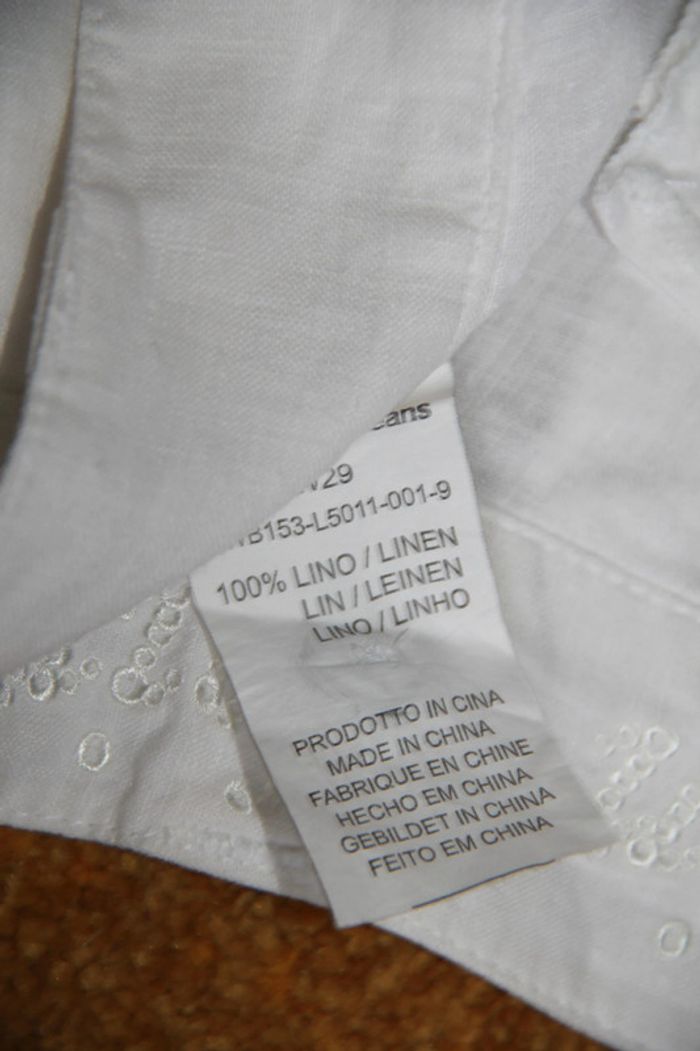 29
B153-L5011-001-9
100% LINO / LINEN
LIN / LEINEN
LINO / LINHO
PRODOTTO IN CINA
MADE IN CHINA
FABRIQUE EN CHINE
HECHO EM CHINA
GEBILDET IN CHINA
FEITO EM CHINA